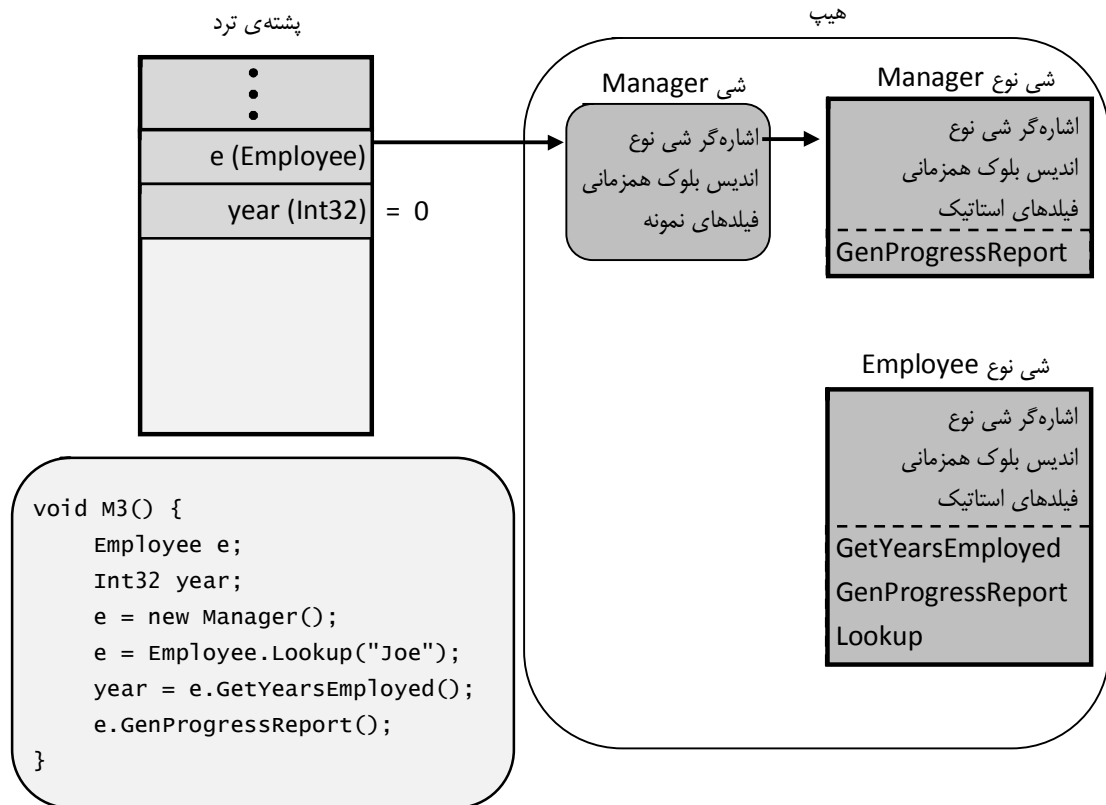 پشته‌ی ترد
هیپ
e (Employee)
year (Int32) = 0
شی Manager
اشاره‌گر شی نوع
اندیس بلوک همزمانی
فیلدهای نمونه
شی نوع Manager
اشاره‌گر شی نوع
اندیس بلوک همزمانی
فیلدهای استاتیک
GenProgressReport
شی نوع Employee
اشاره‌گر شی نوع
اندیس بلوک همزمانی
فیلدهای استاتیک
GetYearsEmployed
GenProgressReport
Lookup
void M3() {
Employee e;
Int32 year;
e = new Manager();
e = Employee.Lookup("Joe");
year = e.GetYearsEmployed();
e.GenProgressReport();
}